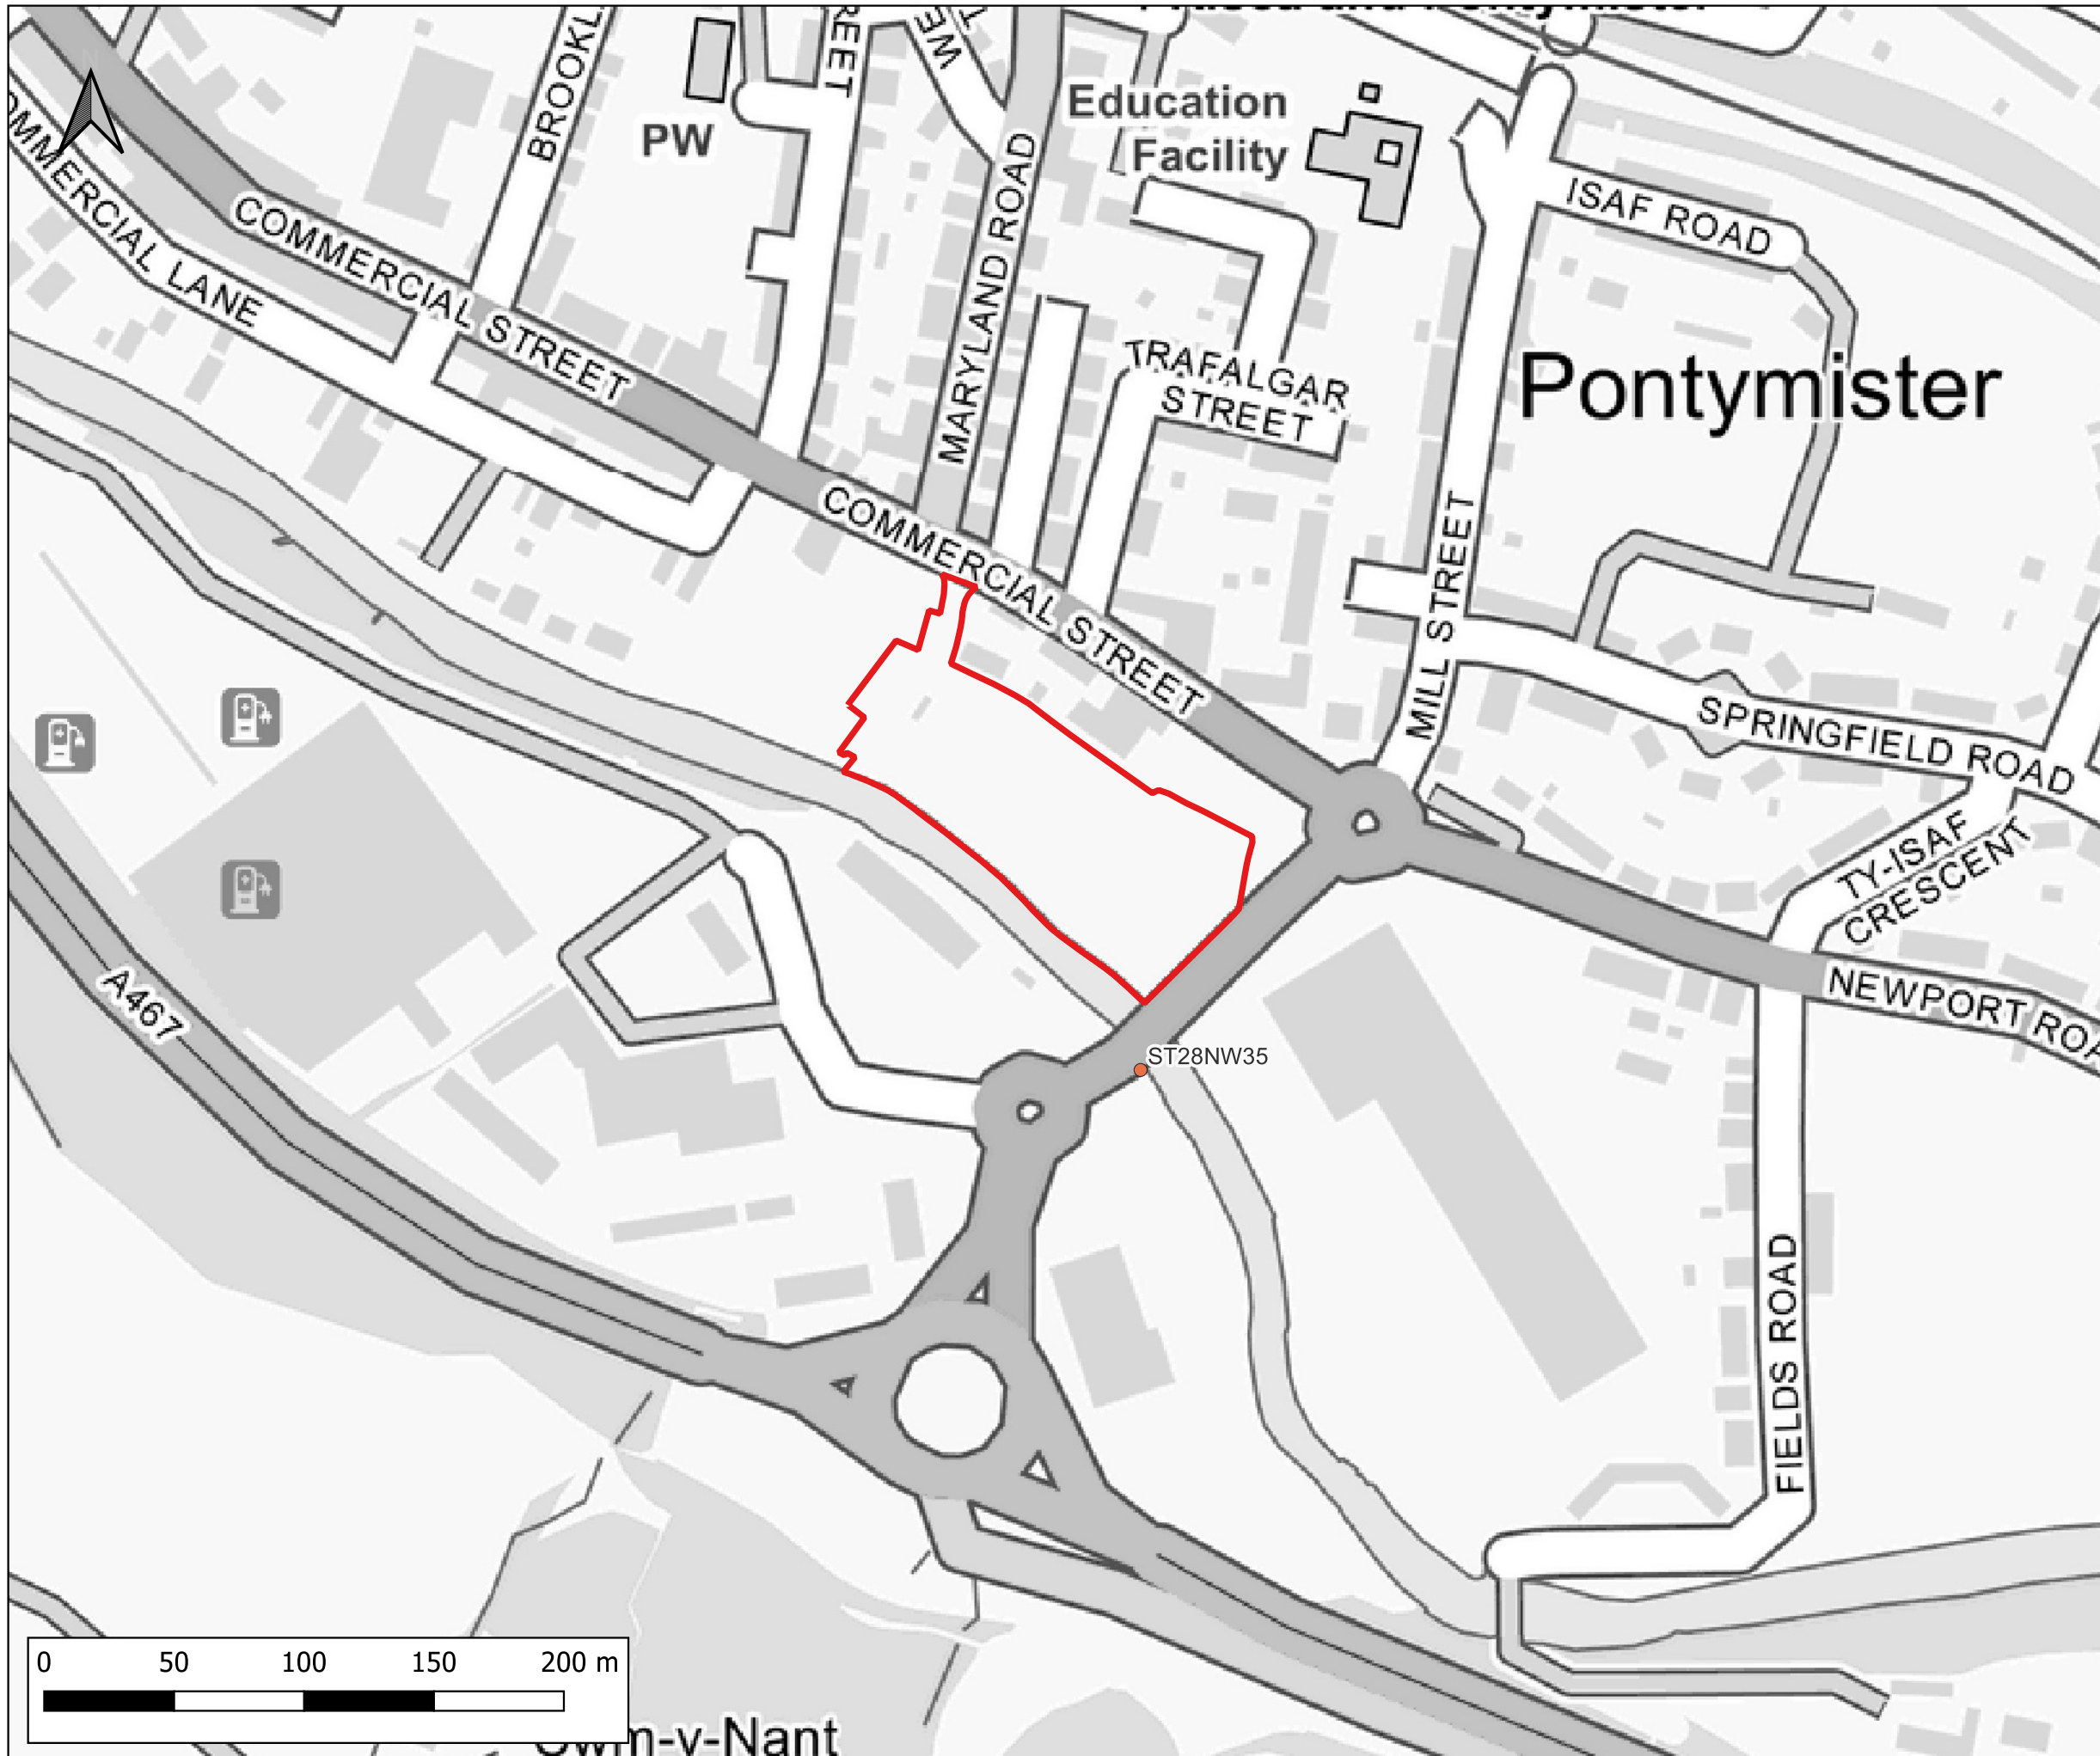 BROOKL
PW
Education
Facility
ISAF ROAD
COMMERCIAL STREET
MARYLAND ROAD
COMMERCIAL LANE
TRAFALGAR
STREET
Pontymister
COMMERCIAL STREET
MILL STREET
SPRINGFIELD ROAD
TY-ISAF
CRESCENT
A467
NEWPORT ROA
ST28NW35
FIELDS ROAD
0 50 100 150 200 m